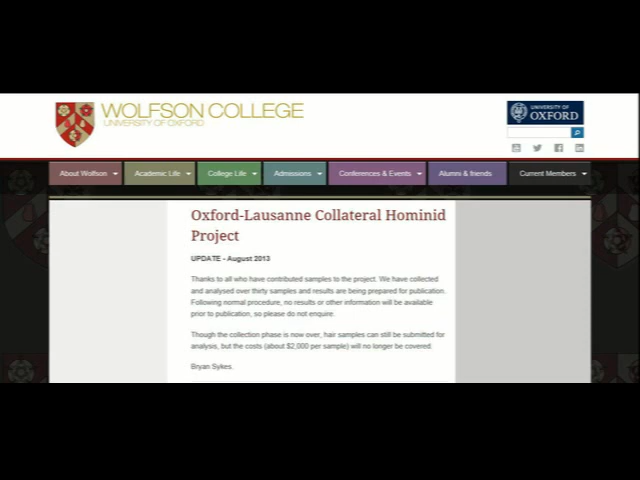 WOLFSON COLLEGE
UNIVERSITY OF OXFORD
UNIVERSITY OF
OXFORD
About Wolfson
Academic Life
College Life
Admissions
Conferences & Events
Alumni & friends
Current Members
Oxford-Lausanne Collateral Hominid
Project
UPDATE - August 2013
Thanks to all who have contributed samples to the project. We have collected
and analysed over thirty samples and results are being prepared for publication.
Following normal procedure, no results or other information will be available
prior to publication, so please do not enquire.
Though the collection phase is now over, hair samples can still be submitted for
analysis, but the costs (about $2,000 per sample) will no longer be covered.
Bryan Sykes.